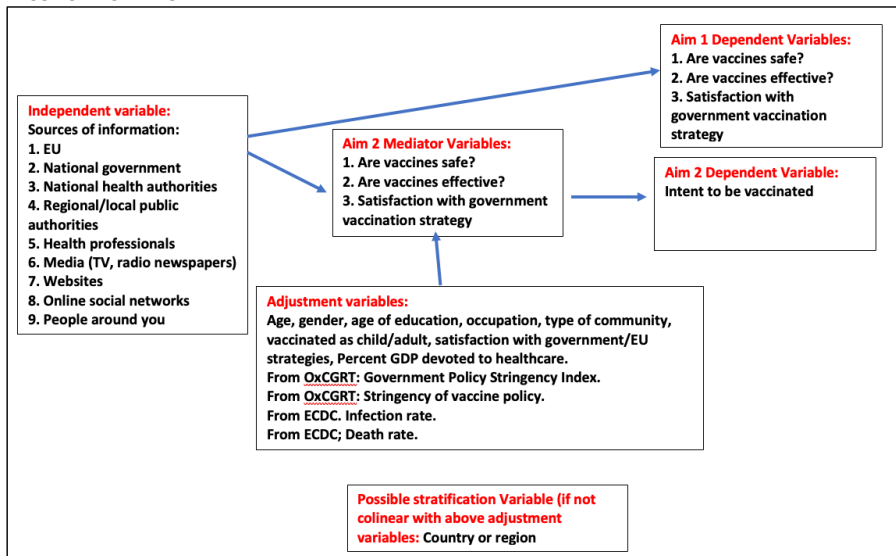 Independent variable:
Sources of information:
1. EU
2. National government
3. National health authorities
4. Regional/local public
authorities
5. Health professionals
6. Media (TV, radio newspapers)
7. Websites
8. Online social networks
9. People around you
Aim 2 Mediator Variables:
1. Are vaccines safe?
2. Are vaccines effective?
3. Satisfaction with government
vaccination strategy
Aim 1 Dependent Variables:
1. Are vaccines safe?
2. Are vaccines effective?
3. Satisfaction with
government vaccination
strategy
Aim 2 Dependent Variable:
Intent to be vaccinated
Adjustment variables:
Age, gender, age of education, occupation, type of community,
vaccinated as child/adult, satisfaction with government/EU
strategies, Percent GDP devoted to healthcare.
From OxCGRT: Government Policy Stringency Index.
From OxCGRT: Stringency of vaccine policy.
From ECDC. Infection rate.
From ECDC; Death rate.
Possible stratification Variable (if not
colinear with above adjustment
variables: Country or region